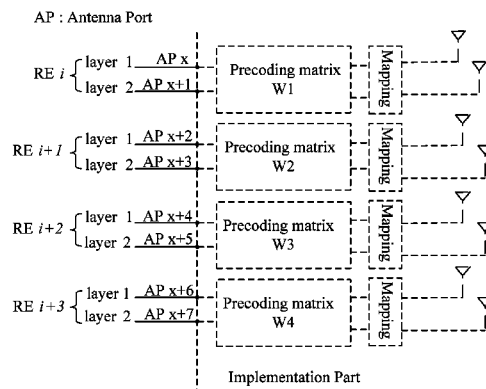 AP : Antenna Port
RE i
layer 1 AP x
layer 2 AP x+1
Precoding matrix
W1
Mapping
RE i+1
layer 1 AP x+2
layer 2 AP x+3
Precoding matrix
W2
Mapping
RE i+2
layer 1 AP x+4
layer 2 AP x+5
Precoding matrix
W3
Mapping
RE i+3
layer 1 AP x+6
layer 2 AP x+7
Precoding matrix
W4
Mapping
Implementation Part